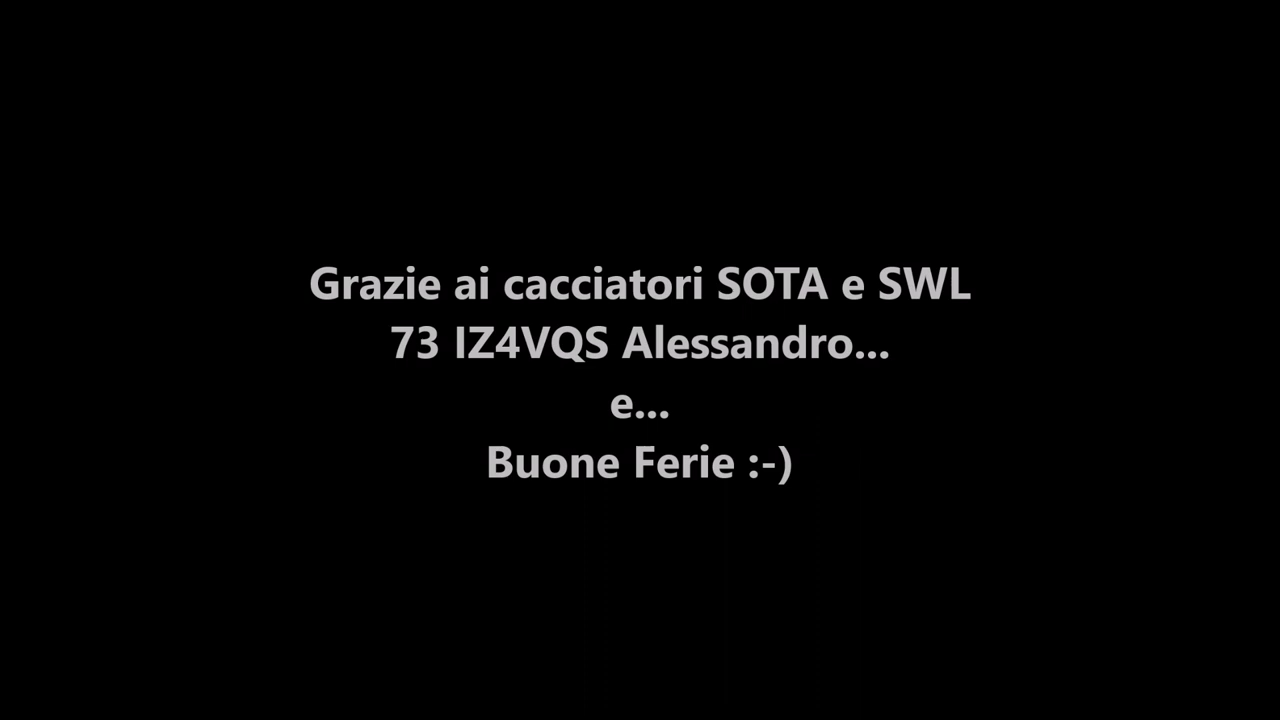 Grazie ai cacciatori SOTA e SWL
73 IZ4VQS Alessandro...
e...
Buone Ferie :-)